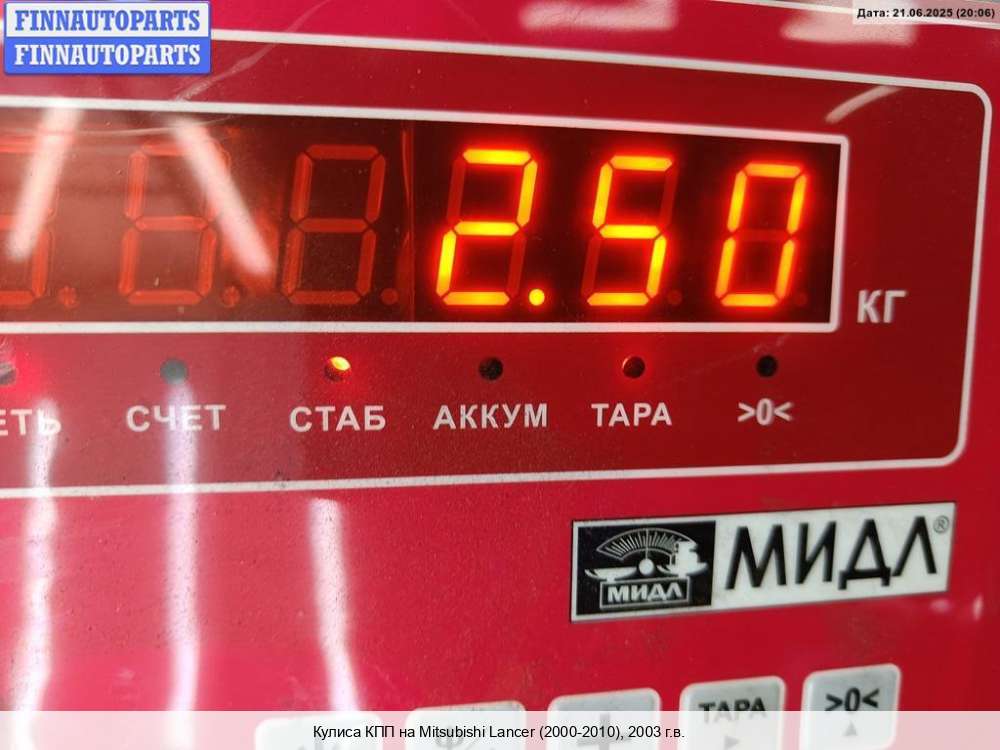 FINNAUTOPARTS
FINNAUTOPARTS
Дата: 21.06.2025 (20:06)
2.50
КГ
ЕТЬ СЧЕТ СТАБ АККУМ ТАРА >0<
МИДЛ МИДЛ®
ТАРА >0<
Кулиса КПП на Mitsubishi Lancer (2000-2010), 2003 г.в.